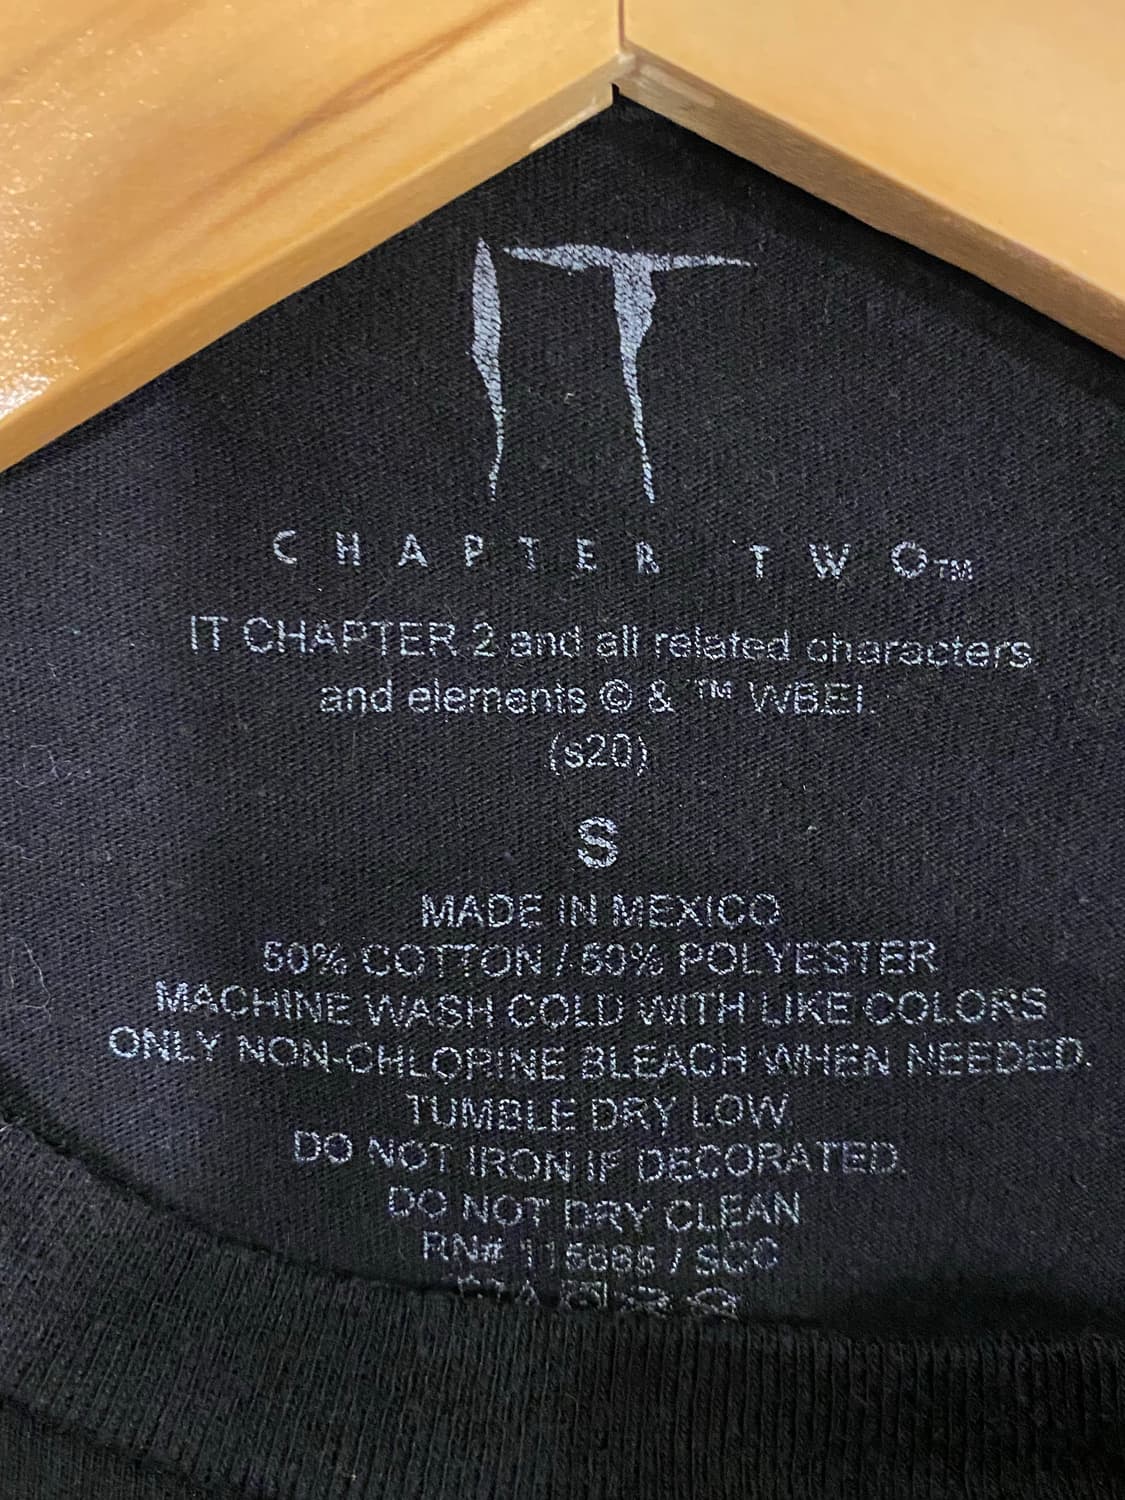 IT
CHAPTER TWO™
IT CHAPTER 2 and all related characters
and elements © & ™ WBEI.
(s20)
S
MADE IN MEXICO
50% COTTON / 50% POLYESTER
MACHINE WASH COLD WITH LIKE COLORS
ONLY NON-CHLORINE BLEACH WHEN NEEDED.
TUMBLE DRY LOW.
DO NOT IRON IF DECORATED.
DO NOT DRY CLEAN
RN# / SCC